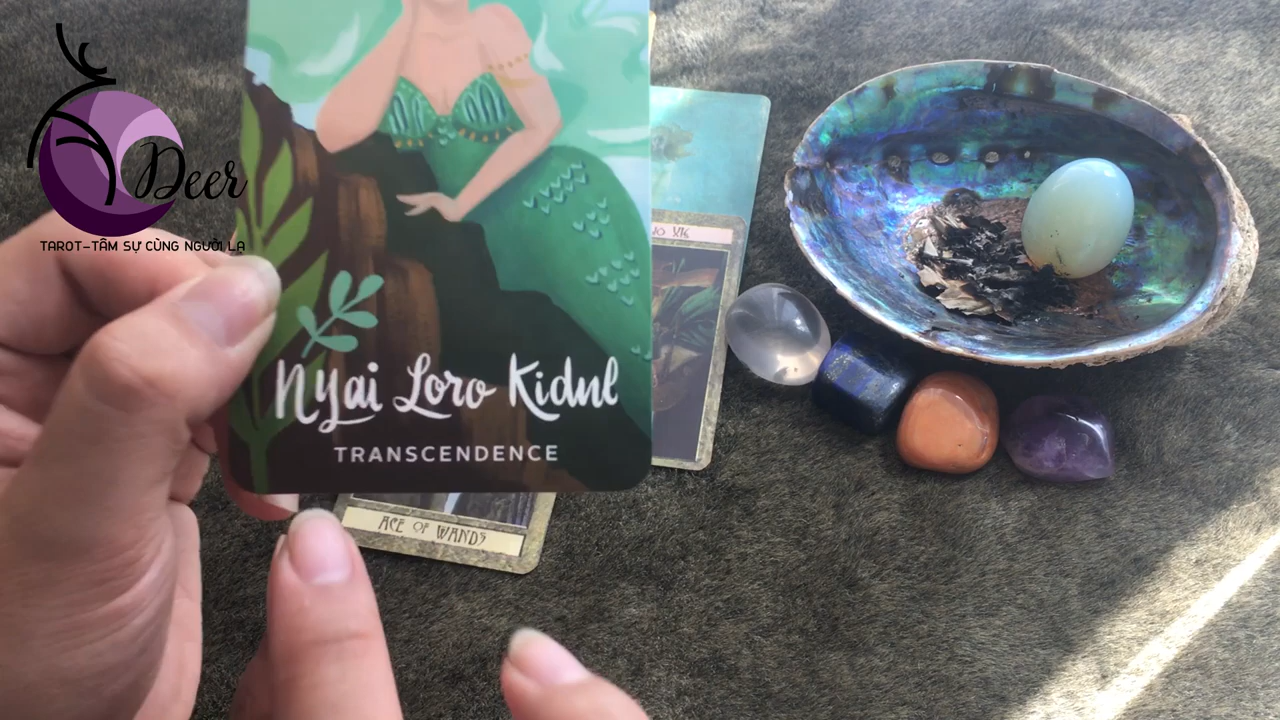 Deer
TAROT-TÂM SỰ CÙNG NGƯỜI LẠ
Nyai Loro Kidul
TRANSCENDENCE
ACE OF WANDS